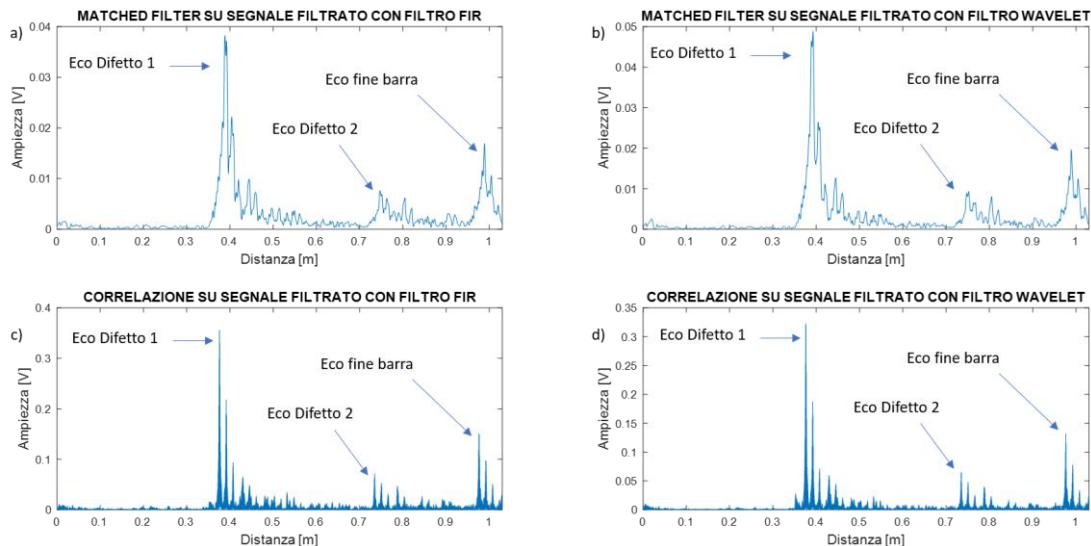 MATCHED FILTER SU SEGNALE FILTRATO CON FILTRO FIR
a)
0.04
0.03
0.02
0.01
0
Ampiezza [V]
Eco Difetto 1
Eco Difetto 2
Eco fine barra
0 0.1 0.2 0.3 0.4 0.5 0.6 0.7 0.8 0.9 1
Distanza [m]
MATCHED FILTER SU SEGNALE FILTRATO CON FILTRO WAVELET
b)
0.05
0.04
0.03
0.02
0.01
0
Ampiezza [V]
Eco Difetto 1
Eco Difetto 2
Eco fine barra
0 0.1 0.2 0.3 0.4 0.5 0.6 0.7 0.8 0.9 1
Distanza [m]
CORRELAZIONE SU SEGNALE FILTRATO CON FILTRO FIR
c)
0.4
0.3
0.2
0.1
0
Ampiezza [V]
Eco Difetto 1
Eco Difetto 2
Eco fine barra
0 0.1 0.2 0.3 0.4 0.5 0.6 0.7 0.8 0.9 1
Distanza [m]
CORRELAZIONE SU SEGNALE FILTRATO CON FILTRO WAVELET
d)
0.35
0.3
0.25
0.2
0.15
0.1
0.05
0
Ampiezza [V]
Eco Difetto 1
Eco Difetto 2
Eco fine barra
0 0.1 0.2 0.3 0.4 0.5 0.6 0.7 0.8 0.9 1
Distanza [m]